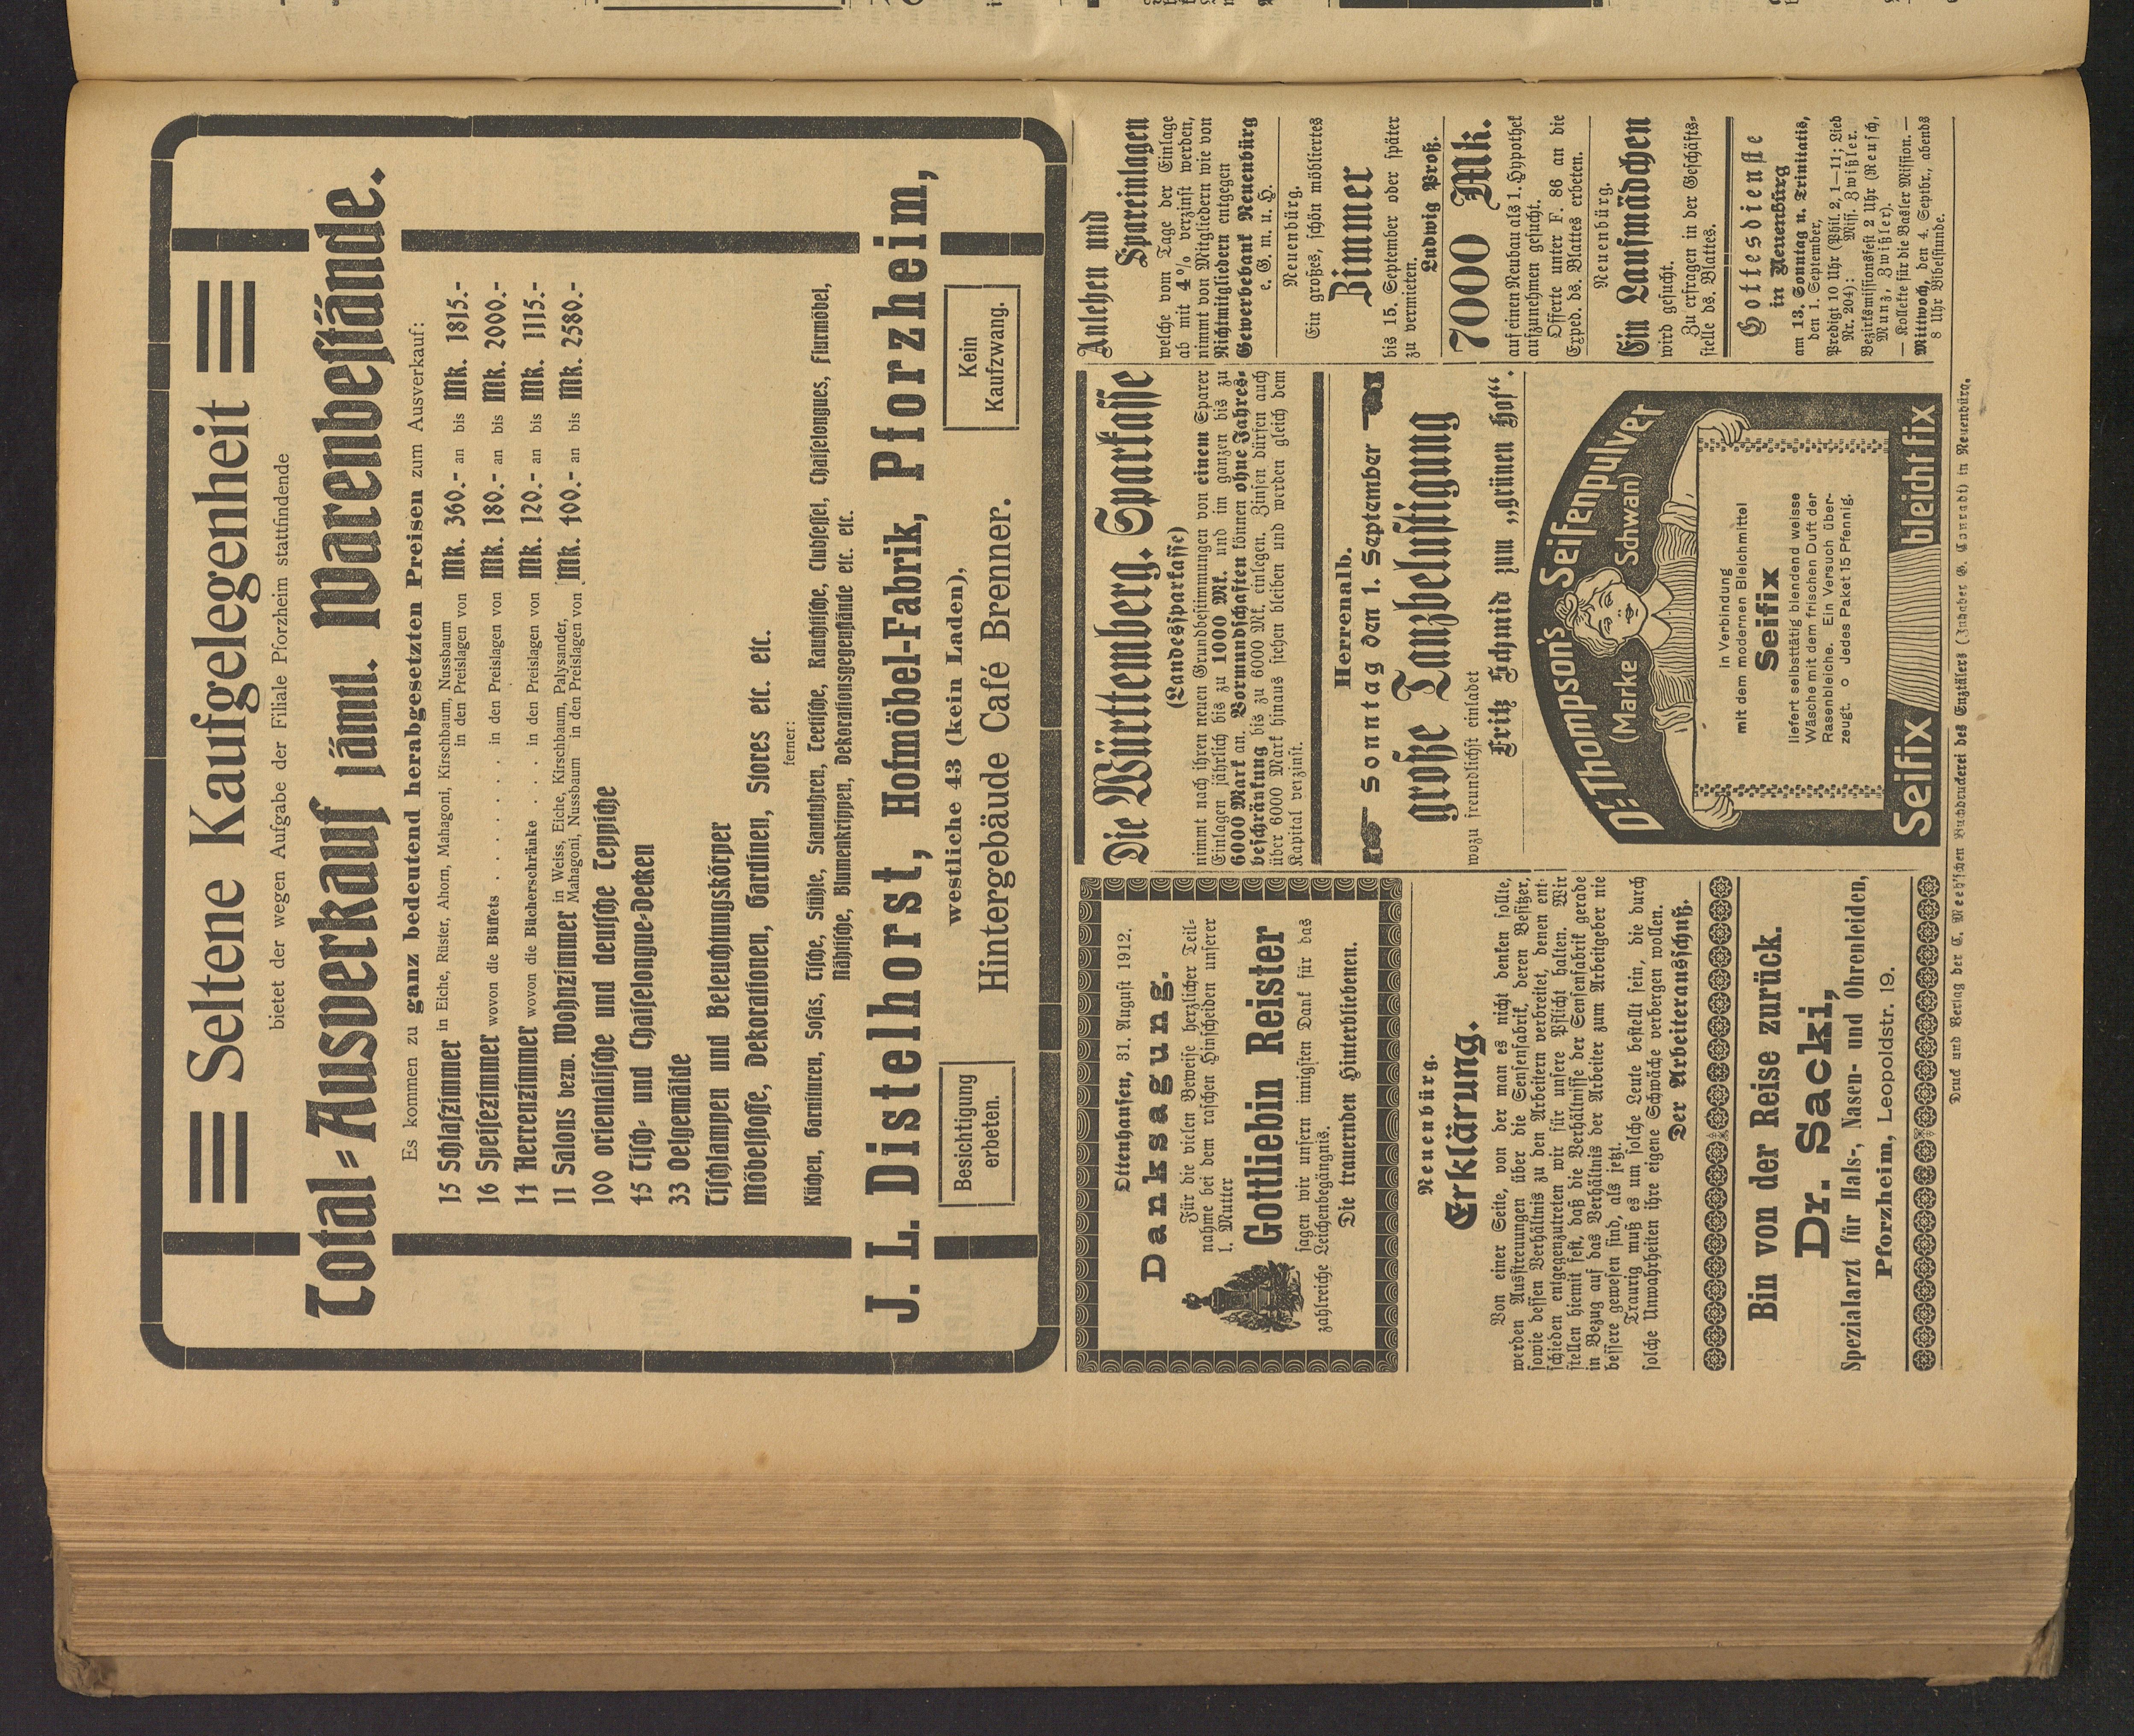 Seltene Kaufgelegenheit
bietet der wegen Aufgabe der Filiale Pforzheim stattfindende
Total-Ausverkauf sämtl. Warenbestände.
Es kommen zu ganz bedeutend herabgesetzten Preisen zum Ausverkauf:
15 Schlafzimmer in Eiche, Rüster, Ahorn, Mahagoni, Kirschbaum, Nussbaum
in den Preislagen von Mk. 360.- an bis Mk. 1815.-
16 Speisezimmer wovon die Büffets . . . . . . . in den Preislagen von Mk. 180.- an bis Mk. 2000.-
14 Herrenzimmer wovon die Bücherschränke . . . in den Preislagen von Mk. 120.- an bis Mk. 1115.-
11 Salons bezw. Wohnzimmer in Weiss, Eiche, Kirschbaum, Palysander,
Mahagoni, Nussbaum in den Preislagen von Mk. 400.- an bis Mk. 2580.-
100 orientalische und deutsche Teppiche
45 Tisch- und Chaiselongue-Decken
33 Oelgemälde
Tischlampen und Beleuchtungskörper
Möbelstoffe, Dekorationen, Gardinen, Stores etc. etc.
ferner:
Küchen, Garnituren, Sofas, Tische, Stühle, Standuhren, Teetische, Rauchtische, Clubsessel, Chaiselongues, Flurmöbel,
Nähtische, Blumenkrippen, Dekorationsgegenstände etc. etc.
J. L. Distelhorst, Hofmöbel-Fabrik, Pforzheim,
Besichtigung
erbeten.
westliche 43 (kein Laden),
Hintergebäude Café Brenner.
Kein
Kaufzwang.
Ottenhausen, 31. August 1912.
Danksagung.
Für die vielen Beweise herzlicher Teil-
nahme bei dem raschen Hinscheiden unserer
l. Mutter
Gottliebin Reister
sagen wir unsern innigsten Dank für das
zahlreiche Leichenbegängnis.
Die trauernden Hinterbliebenen.
Neuenbürg.
Erklärung.
Von einer Seite, von der man es nicht denken sollte,
werden Ausstreuungen über die Sensenfabrik, deren Besitzer,
sowie dessen Verhältnis zu den Arbeitern verbreitet, denen ent-
schieden entgegenzutreten wir für unsere Pflicht halten. Wir
stellen hiemit fest, daß die Verhältnisse der Sensenfabrik gerade
in Bezug auf das Verhältnis der Arbeiter zum Arbeitgeber nie
bessere gewesen sind, als jetzt.
Traurig muß es um solche Leute bestellt sein, die durch
solche Unwahrheiten ihre eigene Schwäche verbergen wollen.
Der Arbeiterausschuß.
Bin von der Reise zurück.
Dr. Sacki,
Spezialarzt für Hals-, Nasen- und Ohrenleiden,
Pforzheim, Leopoldstr. 19.
Die Württemberg. Sparkasse
(Landessparkasse)
nimmt nach ihren neuen Grundbestimmungen von einem Sparer
Einlagen jährlich bis zu 1000 Mk. und im ganzen bis zu
6000 Mark an. Vormundschaften können ohne Jahres-
beschränkung bis zu 6000 Mk. einlegen. Zinsen dürfen auch
über 6000 Mark hinaus stehen bleiben und werden gleich dem
Kapital verzinst.
Herrenalb.
Sonntag den 1. September
große Tanzbelustigung
wozu freundlichst einladet
Fritz Schmid zum „grünen Hof“.
Dr. Thompson's Seifenpulver
(Marke Schwan)
In Verbindung
mit dem modernen Bleichmittel
Seifix
liefert selbsttätig blendend weisse
Wäsche mit dem frischen Duft der
Rasenbleiche. Ein Versuch über-
zeugt. o Jedes Paket 15 Pfennig.
Seifix bleicht fix
Anlehen und
Spareinlagen
welche vom Tage der Einlage
ab mit 4% verzinst werden,
nimmt von Mitgliedern wie von
Nichtmitgliedern entgegen
Gewerbebank Neuenbürg
e. G. m. u. H.
Neuenbürg.
Ein großes, schön möbliertes
Zimmer
bis 15. September oder später
zu vermieten.
Ludwig Proß.
7000 Mk.
auf einen Neubau als 1. Hypothek
aufzunehmen gesucht.
Offerte unter F. 86 an die
Exped. ds. Blattes erbeten.
Neuenbürg.
Ein Laufmädchen
wird gesucht.
Zu erfragen in der Geschäfts-
stelle ds. Blattes.
Gottesdienste
in Neuenbürg
am 13. Sonntag n. Trinitatis,
den 1. September,
Predigt 10 Uhr (Phil. 2, 1—11; Lied
Nr. 204): Miss. Zwißler.
Bezirksmissionsfest 2 Uhr (Reusch,
Munz, Zwißler).
— Kollekte für die Basler Mission. —
Mittwoch, den 4. Septbr., abends
8 Uhr Bibelstunde.
Druck und Verlag der C. Meeh'schen Buchdruckerei des Enztälers (Inhaber G. Conradi) in Neuenbürg.